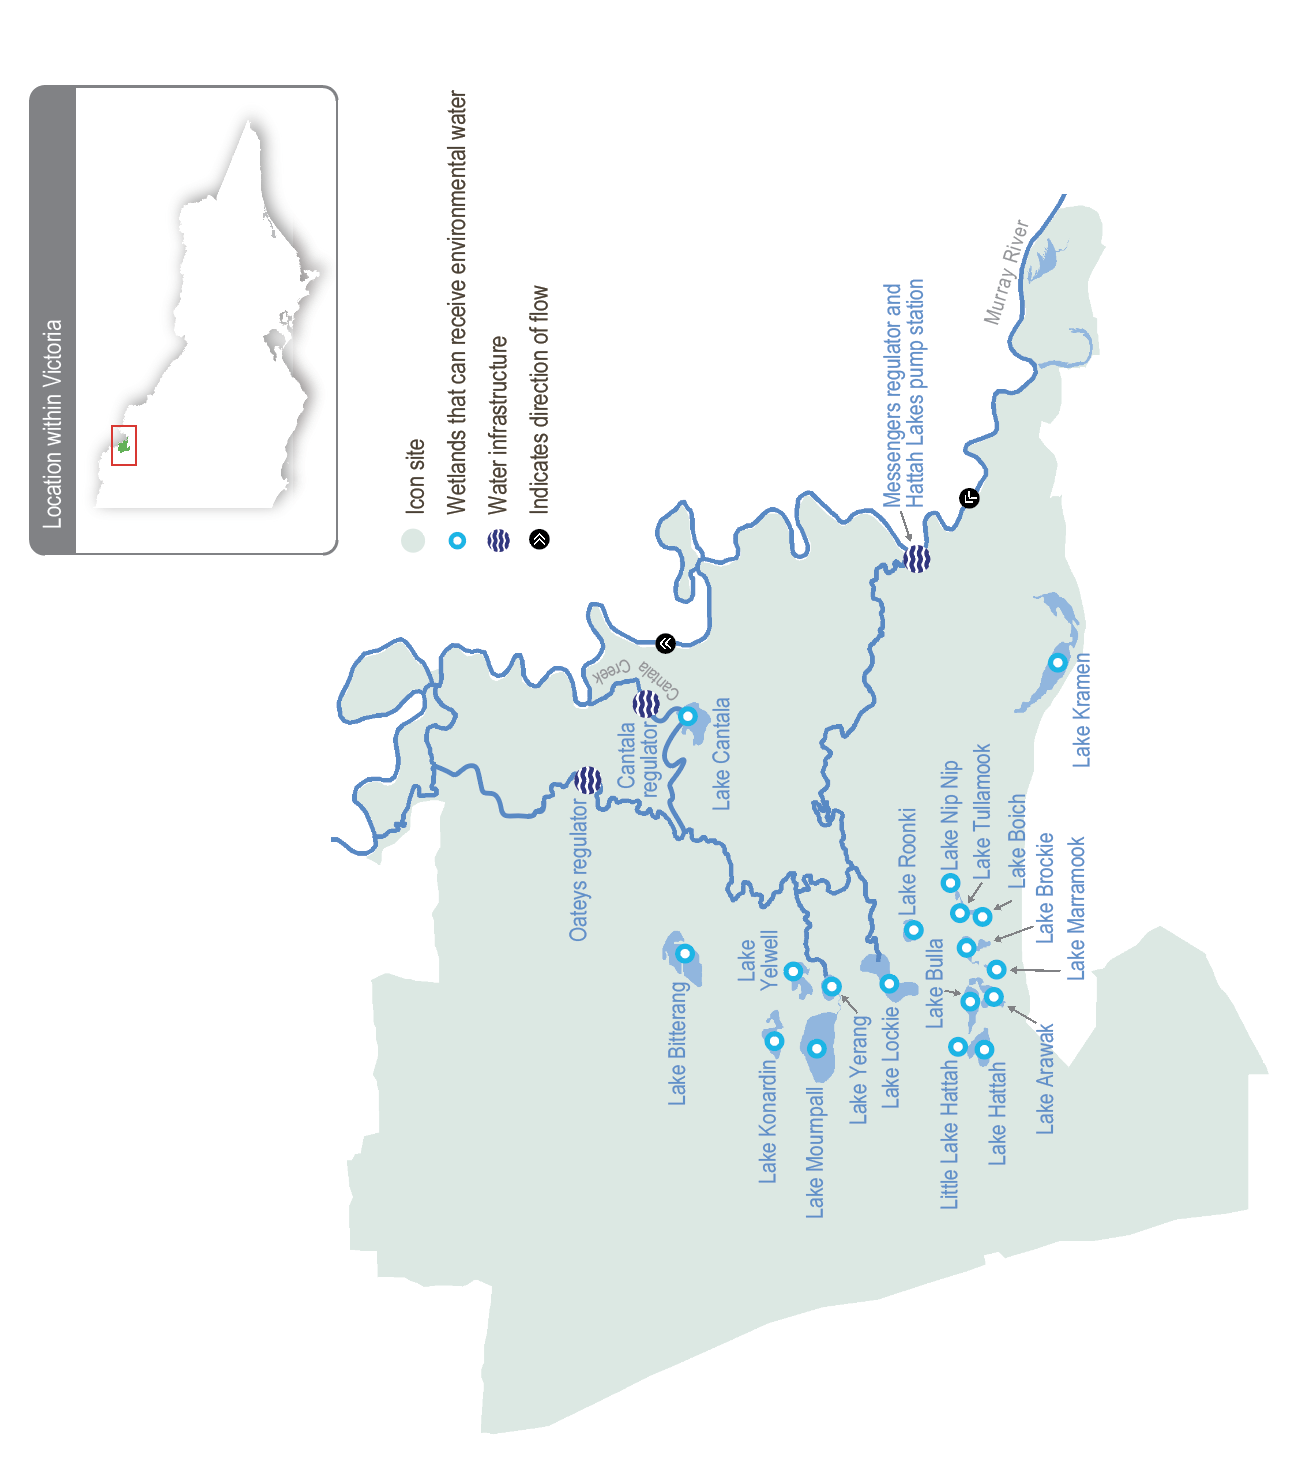 Location within Victoria
Icon site
Wetlands that can receive environmental water
Water infrastructure
Indicates direction of flow
Murray River
Messengers regulator and
Hattah Lakes pump station
Cantala
Creek
Cantala
regulator
Lake Cantala
Oateys regulator
Lake Kramen
Lake Nip Nip
Lake Tullamook
Lake Boich
Lake Brockie
Lake Marramook
Lake Roonki
Lake Bulla
Lake
Yelwell
Lake Bitterang
Lake Konardin
Lake Mournpall
Lake Yerang
Lake Lockie
Little Lake Hattah
Lake Hattah
Lake Arawak